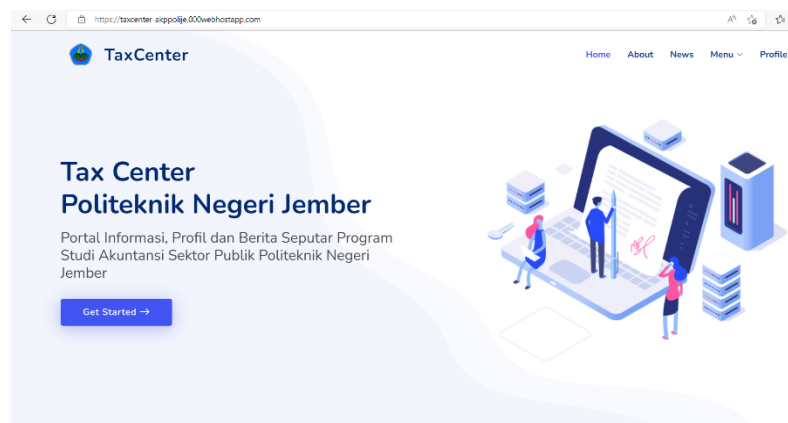 https://taxcenter-akppolije.000webhostapp.com
TaxCenter
Home About News Menu Profile
Tax Center
Politeknik Negeri Jember
Portal Informasi, Profil dan Berita Seputar Program
Studi Akuntansi Sektor Publik Politeknik Negeri
Jember
Get Started →